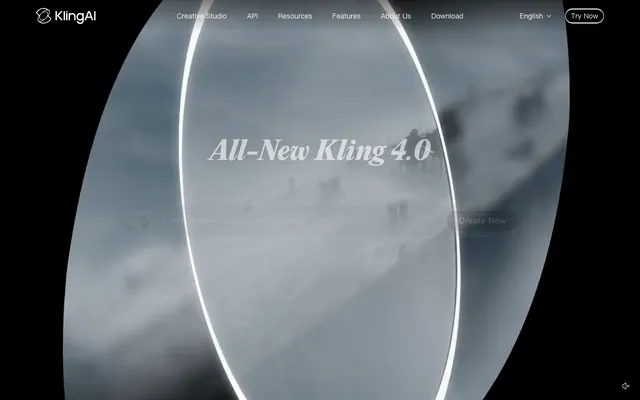 KlingAI
Creative Studio
API
Resources
Features
About Us
Download
English
Try Now
All-New Kling 4.0
Create Now